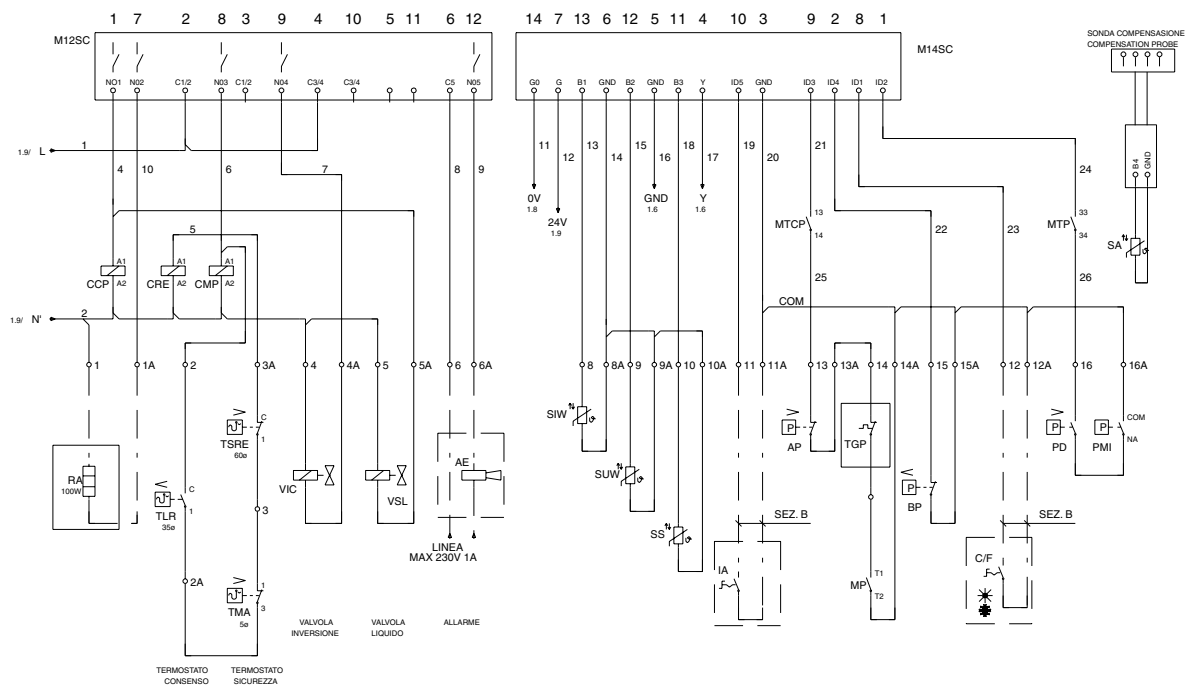 1 7 2 8 3 9 4 10 5 11 6 12 14 7 13 6 12 5 11 4 10 3 9 2 8 1
M12SC M14SC
SONDA COMPENSASIONE
COMPENSATION PROBE
NO1 N02 C1/2 N03 C1/2 N04 C3/4 C3/4 C5 N05 G0 G B1 GND B2 GND B3 Y ID5 GND ID3 ID4 ID1 ID2
1.9/ L 1
4 10 6 7 8 9 11 12 13 14 15 16 18 17 19 20 21 24
B4 GND
0V
1.8
24V
1.9
GND
1.6
Y
1.6
MTCP 13 14
22 23
MTP 33 34
SA
5
CCP A1 A2
CRE A1 A2
CMP A1 A2
25 26
COM
1.9/ N' 2
1 1A 2 3A 4 4A 5 5A 6 6A 8 8A 9 9A 10 10A 11 11A 13 13A 14 14A 15 15A 12 12A 16 16A
TSRE
60ø
C 1
SIW
P AP
TGP
P PD
P PMI
COM
NA
RA
100W
TLR
35ø
C 1
VIC
VSL
AE
SUW
SS
P BP
3
LINEA
MAX 230V 1A
SEZ. B
SEZ. B
IA
C/F
2A
TMA
5ø
1 3
MP T1 T2
VALVOLA
INVERSIONE
VALVOLA
LIQUIDO
ALLARME
TERMOSTATO
CONSENSO
TERMOSTATO
SICUREZZA